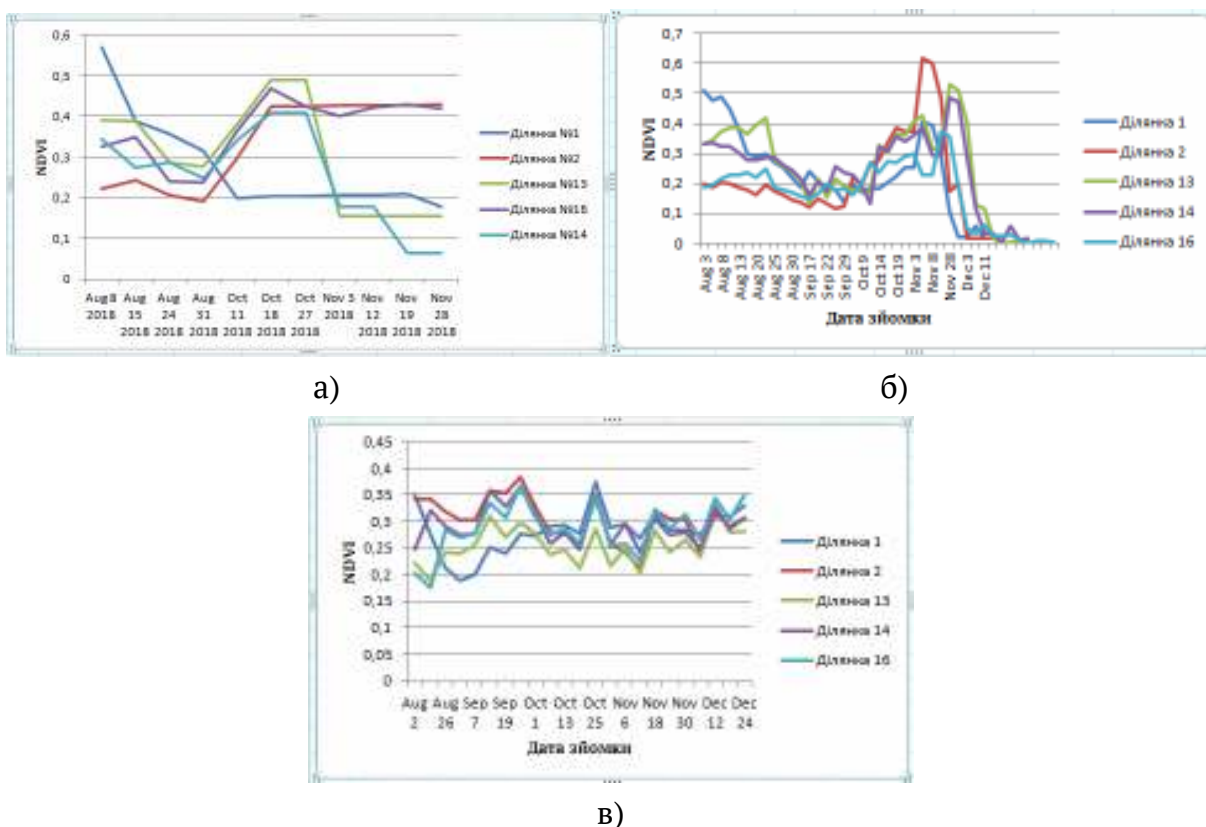 0,6
0,5
0,4
0,3
0,2
0,1
0
NDVI
Aug 8 2018
Aug 15 2018
Aug 24 2018
Aug 31 2018
Oct 11 2018
Oct 16 2018
Oct 27 2018
Nov 3 2018
Nov 12 2018
Nov 19 2018
Nov 28 2018
Ділянка №1
Ділянка №2
Ділянка №13
Ділянка №16
Ділянка №14
а)
0,7
0,6
0,5
0,4
0,3
0,2
0,1
0
NDVI
Aug 3
Aug 8
Aug 13
Aug 20
Aug 25
Aug 30
Sep 17
Sep 22
Sep 29
Oct 9
Oct 14
Oct 19
Nov 3
Nov 8
Nov 28
Dec 3
Dec 11
Дата зйомки
Ділянка 1
Ділянка 2
Ділянка 13
Ділянка 14
Ділянка 16
б)
0,45
0,4
0,35
0,3
0,25
0,2
0,15
0,1
0,05
0
NDVI
Aug 2
Aug 26
Sep 7
Sep 19
Oct 1
Oct 13
Oct 25
Nov 6
Nov 18
Nov 30
Dec 12
Dec 24
Дата зйомки
Ділянка 1
Ділянка 2
Ділянка 13
Ділянка 14
Ділянка 16
в)